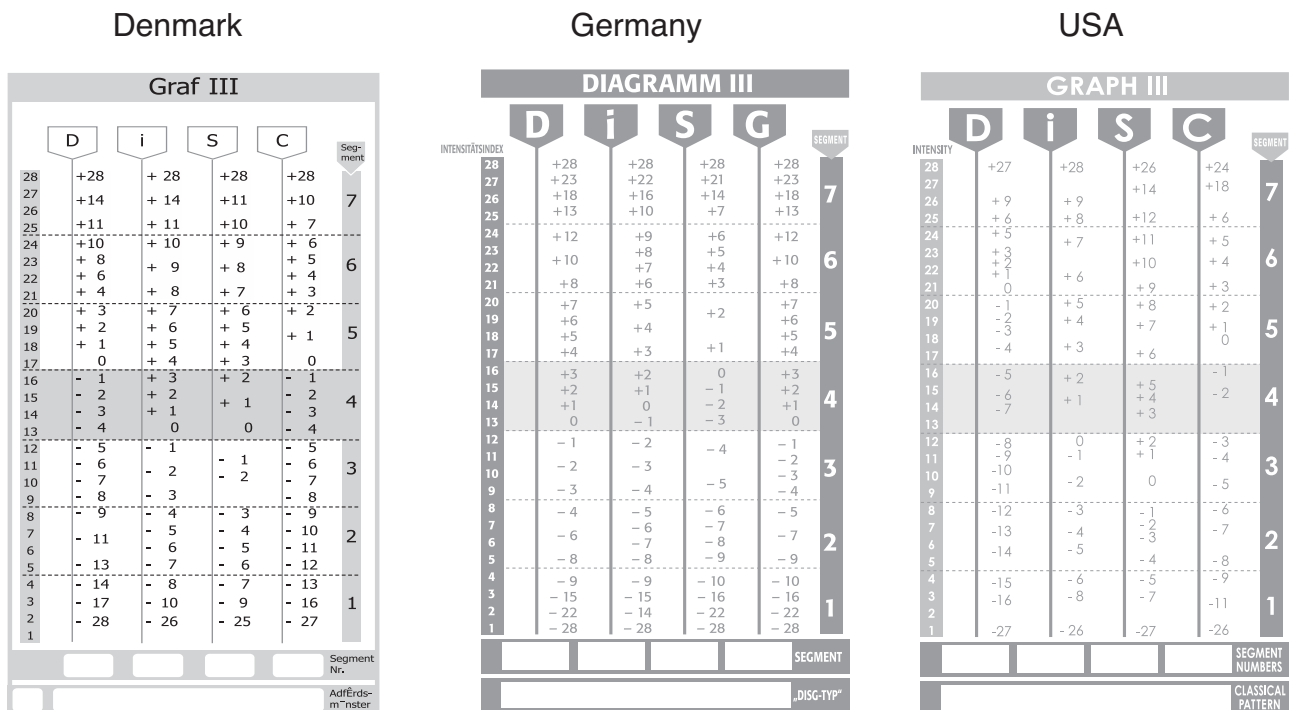 Denmark
Graf III
D i S C
Seg-
ment
28 +28 + 28 +28 +28
27
+14 + 14 +11 +10 7
26
25 +11 + 11 +10 + 7
24 +10 + 10 + 9 + 6
23 + 8 + 5
+ 9 + 8 6
22 + 6 + 4
21 + 4 + 8 + 7 + 3
20 + 3 + 7 + 6 + 2
19 + 2 + 6 + 5
+ 1 5
18 + 1 + 5 + 4
17 0 + 4 + 3 0
16 - 1 + 3 + 2 - 1
15 - 2 + 2 - 2
+ 1 4
14 - 3 + 1 - 3
13 - 4 0 0 - 4
12 - 5 - 1 - 5
11 - 6 - 1 - 6
- 2 3
10 - 7 - 2 - 7
9 - 8 - 3 - 8
8 - 9 - 4 - 3 - 9
7 - 11 - 5 - 4 - 10 2
6 - 6 - 5 - 11
5 - 13 - 7 - 6 - 12
4 - 14 - 8 - 7 - 13
3 - 17 - 10 - 9 - 16 1
2 - 28 - 26 - 25 - 27
1
Segment
Nr.
AdfÊrds-
m¯nster
Germany
DIAGRAMM III
D i S G
INTENSITÄTSINDEX SEGMENT
28 +28 +28 +28 +28
27 +23 +22 +21 +23
26 +18 +16 +14 +18 7
25 +13 +10 +7 +13
24 +12 +9 +6 +12
23 +8 +5
+10 +10 6
22 +7 +4
21 +8 +6 +3 +8
20 +7 +5 +7
+2
19 +6 +6
+4 5
18 +5 +5
17 +4 +3 +1 +4
16 +3 +2 0 +3
15 +2 +1 – 1 +2
14 +1 0 – 2 +1 4
13 0 – 1 – 3 0
12 – 1 – 2 – 1
– 4
11 – 2
– 2 – 3 3
10 – 3
– 5
9 – 3 – 4 – 4
8 – 4 – 5 – 6 – 5
7 – 6 – 7
– 6 – 7 2
6 – 7 – 8
5 – 8 – 8 – 9 – 9
4 – 9 – 9 – 10 – 10
3 – 15 – 15 – 16 – 16
2 – 22 – 14 – 22 – 22 1
1 – 28 – 28 – 28 – 28
SEGMENT
„DISG-TYP"
USA
GRAPH III
D i S C
INTENSITY SEGMENT
28 +27 +28 +26 +24
27 +14 +18 7
26 + 9 + 9
25 + 6 + 8 +12 + 6
24 + 5 + 7 +11 + 5
23 + 3
+ 2 +10 + 4 6
22 + 1 + 6
21 0 + 9 + 3
20 -1 + 5 + 8 + 2
19 - 2 + 4 + 7 + 1
- 3 5
18 0
- 4 + 3
17 + 6
16 - 5 + 2 - 1
15 + 5
- 6 + 1 + 4 - 2 4
14 - 7
+ 3
13
12 - 8 0 + 2 - 3
11 - 9 - 1 + 1 - 4
10 -10 3
- 2 0 - 5
9 -11
8 -12 - 3 - 1 - 6
7 -13 - 4 - 2 - 7
- 3 2
6 -14 - 5
5 - 4 - 8
4 -15 - 6 - 5 - 9
3 -16 - 8 - 7 -11 1
2
1 -27 - 26 -27 -26
SEGMENT
NUMBERS
CLASSICAL
PATTERN